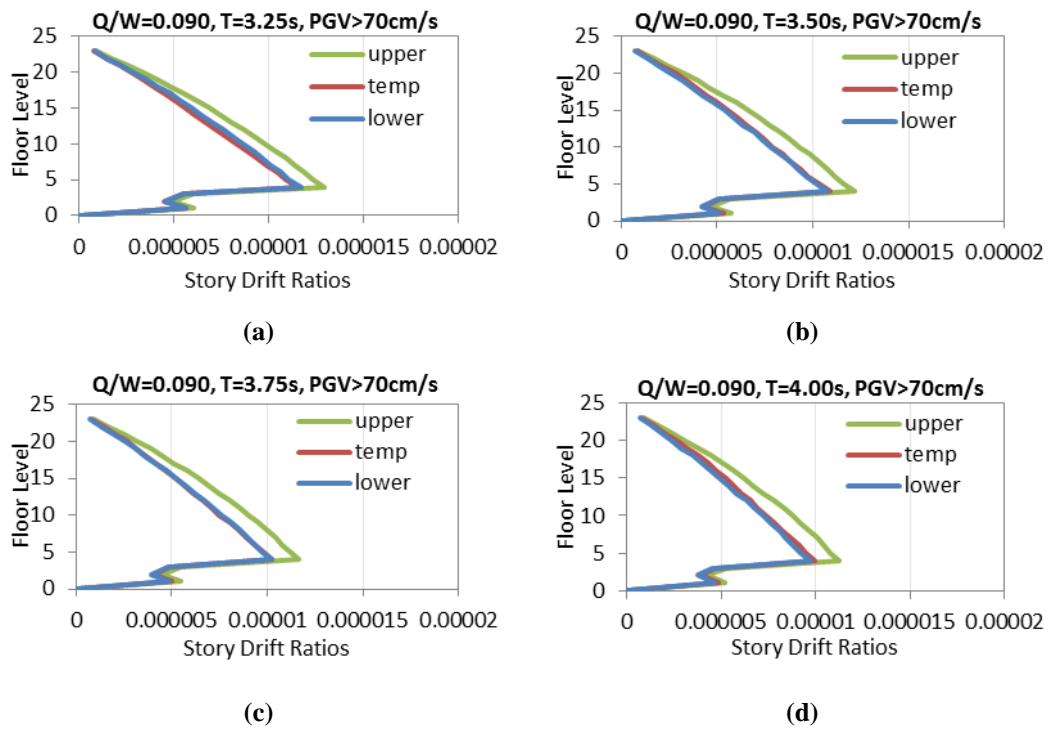 Q/W=0.090, T=3.25s, PGV>70cm/s
25
20
15
10
5
0
Floor Level
upper
temp
lower
0 0.000005 0.00001 0.000015 0.00002
Story Drift Ratios
(a)
Q/W=0.090, T=3.50s, PGV>70cm/s
25
20
15
10
5
0
Floor Level
upper
temp
lower
0 0.000005 0.00001 0.000015 0.00002
Story Drift Ratios
(b)
Q/W=0.090, T=3.75s, PGV>70cm/s
25
20
15
10
5
0
Floor Level
upper
temp
lower
0 0.000005 0.00001 0.000015 0.00002
Story Drift Ratios
(c)
Q/W=0.090, T=4.00s, PGV>70cm/s
25
20
15
10
5
0
Floor Level
upper
temp
lower
0 0.000005 0.00001 0.000015 0.00002
Story Drift Ratios
(d)